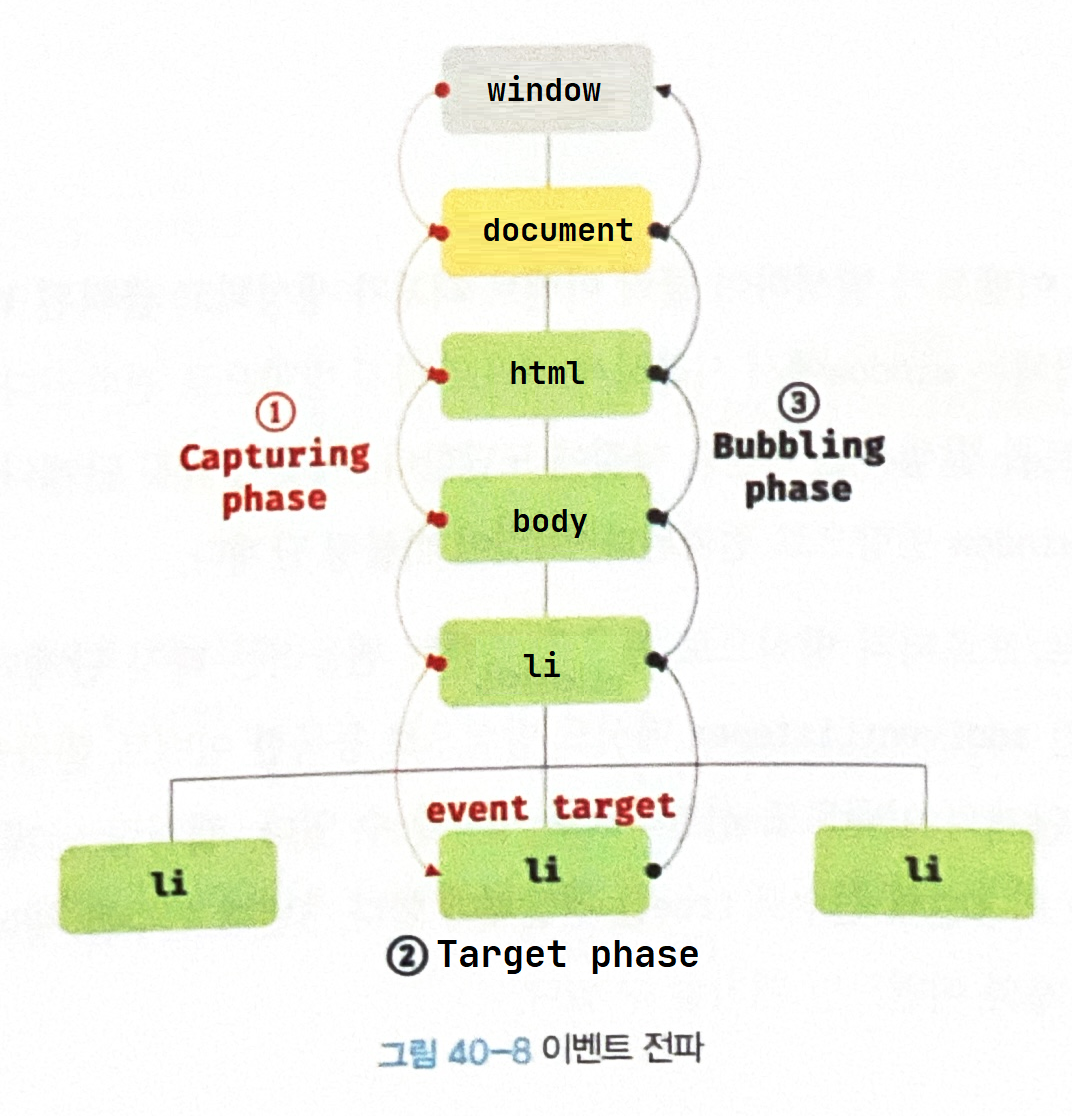 window
document
html
①
Capturing
phase
③
Bubbling
phase
body
li
event target
li
li
li
② Target phase
그림 40-8 이벤트 전파